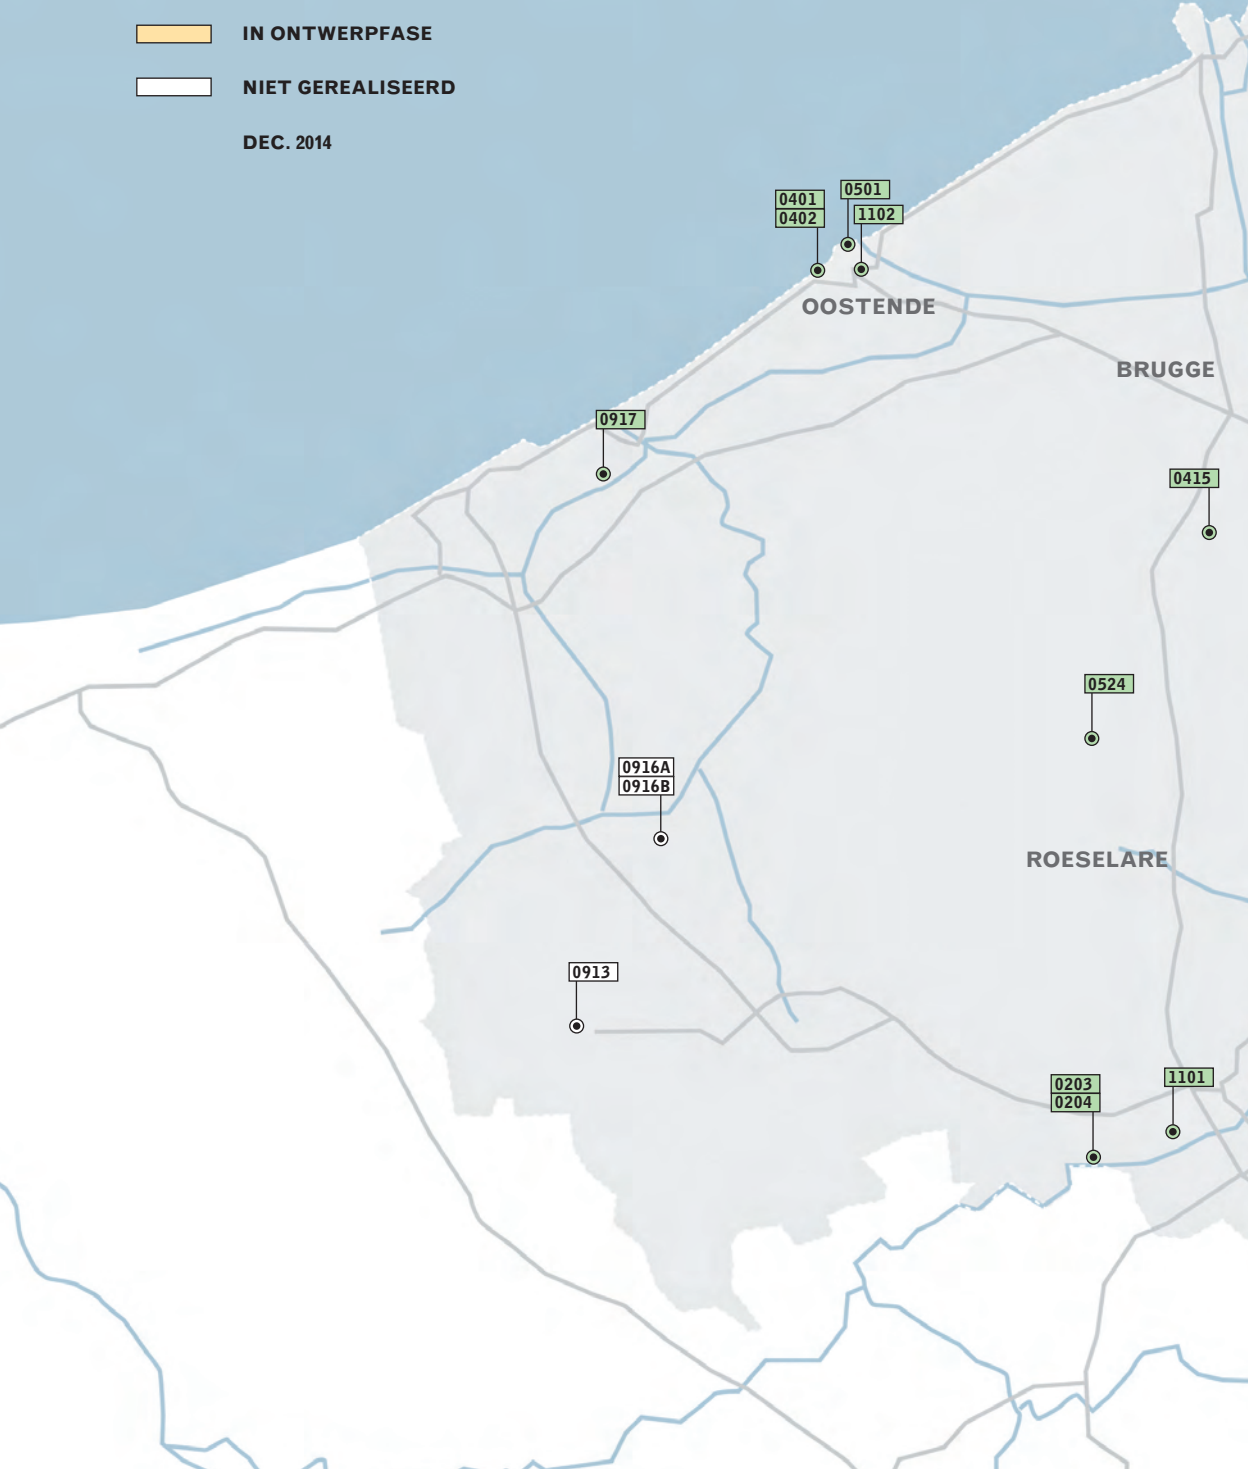 IN ONTWERPFASE
NIET GEREALISEERD
DEC. 2014
0501
0401
0402
1102
OOSTENDE
BRUGGE
0917
0415
0524
0916A
0916B
ROESELARE
0913
1101
0203
0204